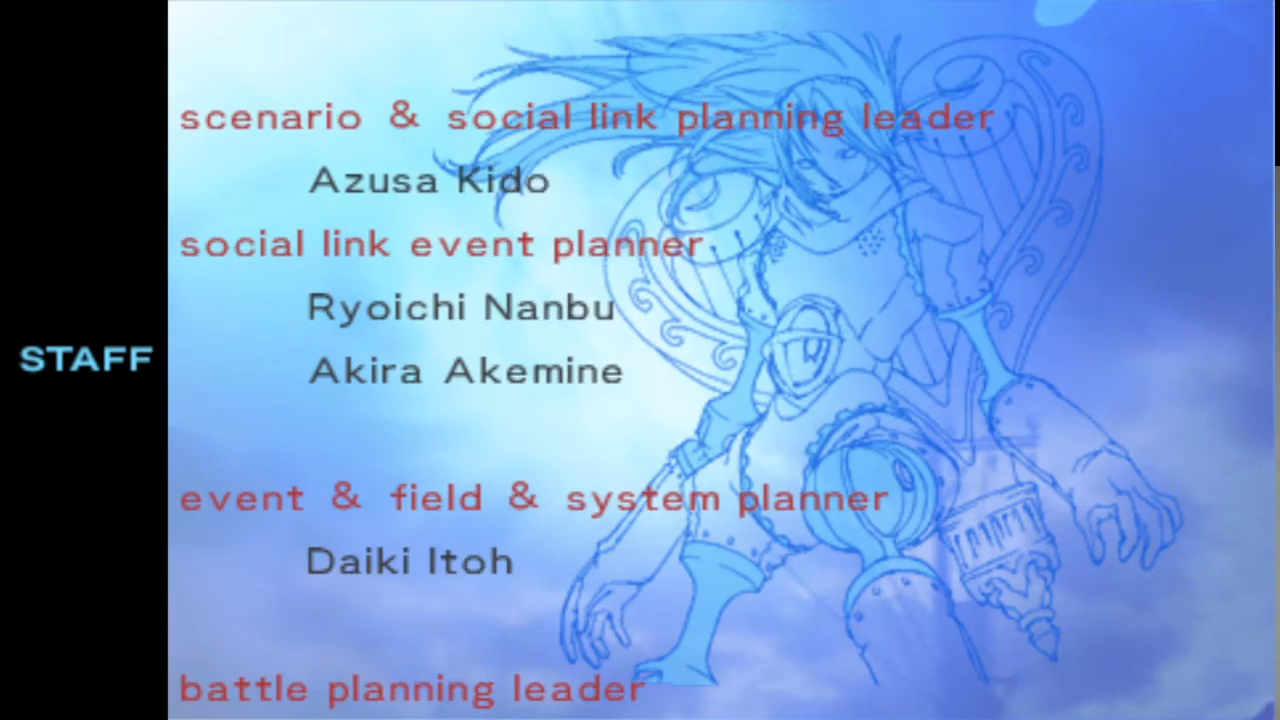 STAFF
scenario & social link planning leader
Azusa Kido
social link event planner
Ryoichi Nanbu
Akira Akemine
event & field & system planner
Daiki Itoh
battle planning leader